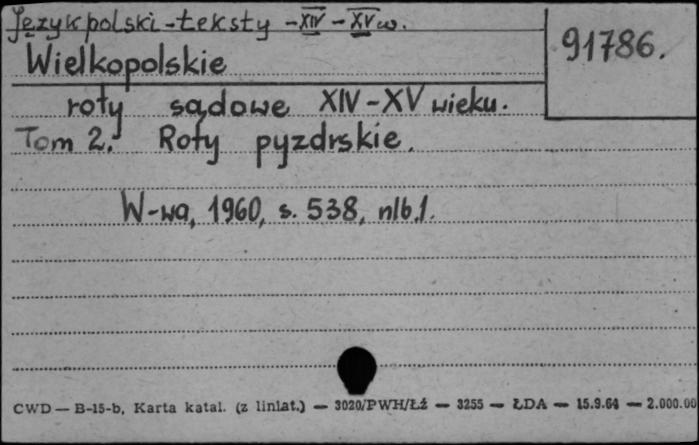 Język polski - teksty - XIV - XV w.
91786.
Wielkopolskie
roty sądowe XIV-XV wieku.
Tom 2. Roty pyzdrskie.
W-wa, 1960, s. 538, nlb.1.
CWD — B-15-b, Karta katal. (z liniat.) — 3020/PWH/Łź — 3255 — ŁDA — 15.9.64 — 2.000.00